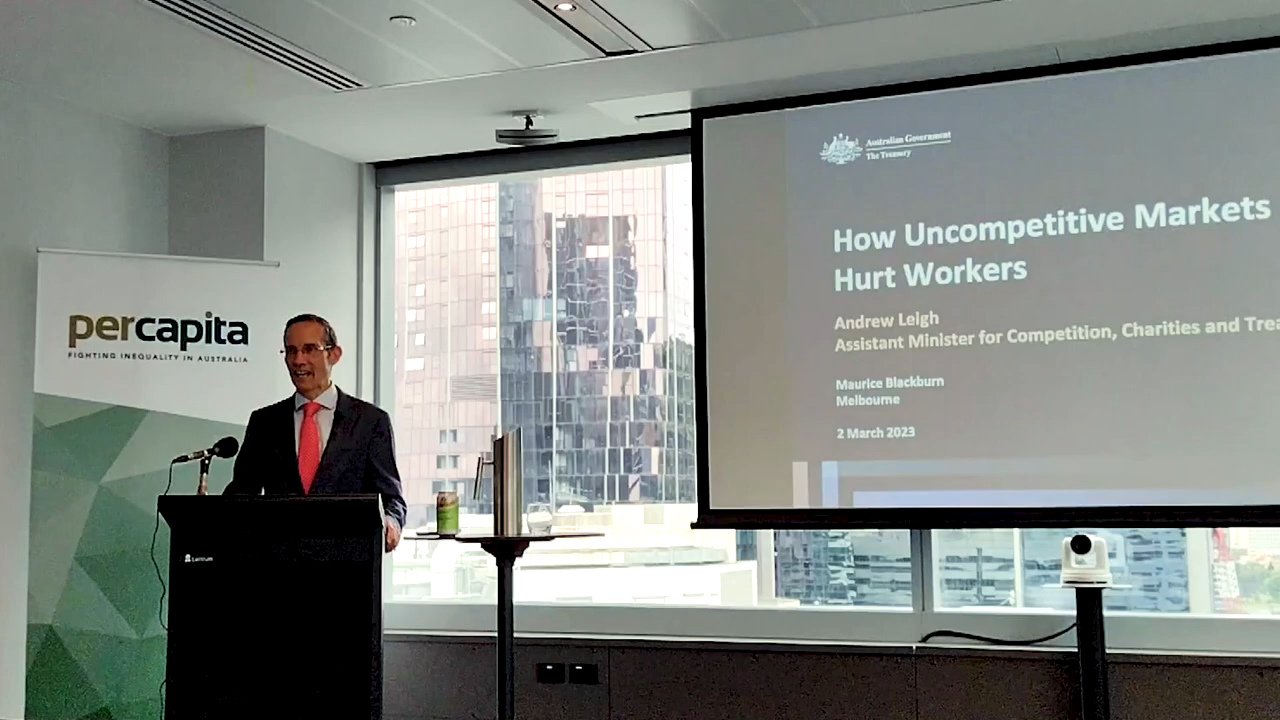 percapita
FIGHTING INEQUALITY IN AUSTRALIA
Australian Government
The Treasury
How Uncompetitive Markets
Hurt Workers
Andrew Leigh
Assistant Minister for Competition, Charities and Trea
Maurice Blackburn
Melbourne
2 March 2023